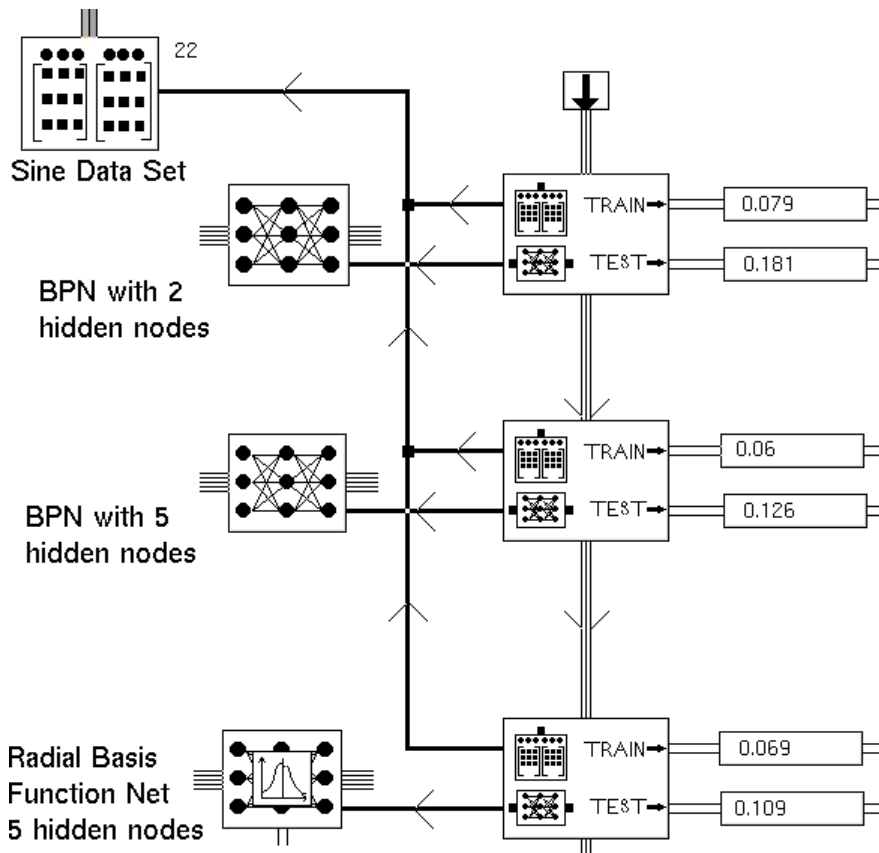 22
Sine Data Set
TRAIN 0.079
TEST 0.181
BPN with 2
hidden nodes
TRAIN 0.06
TEST 0.126
BPN with 5
hidden nodes
TRAIN 0.069
TEST 0.109
Radial Basis
Function Net
5 hidden nodes